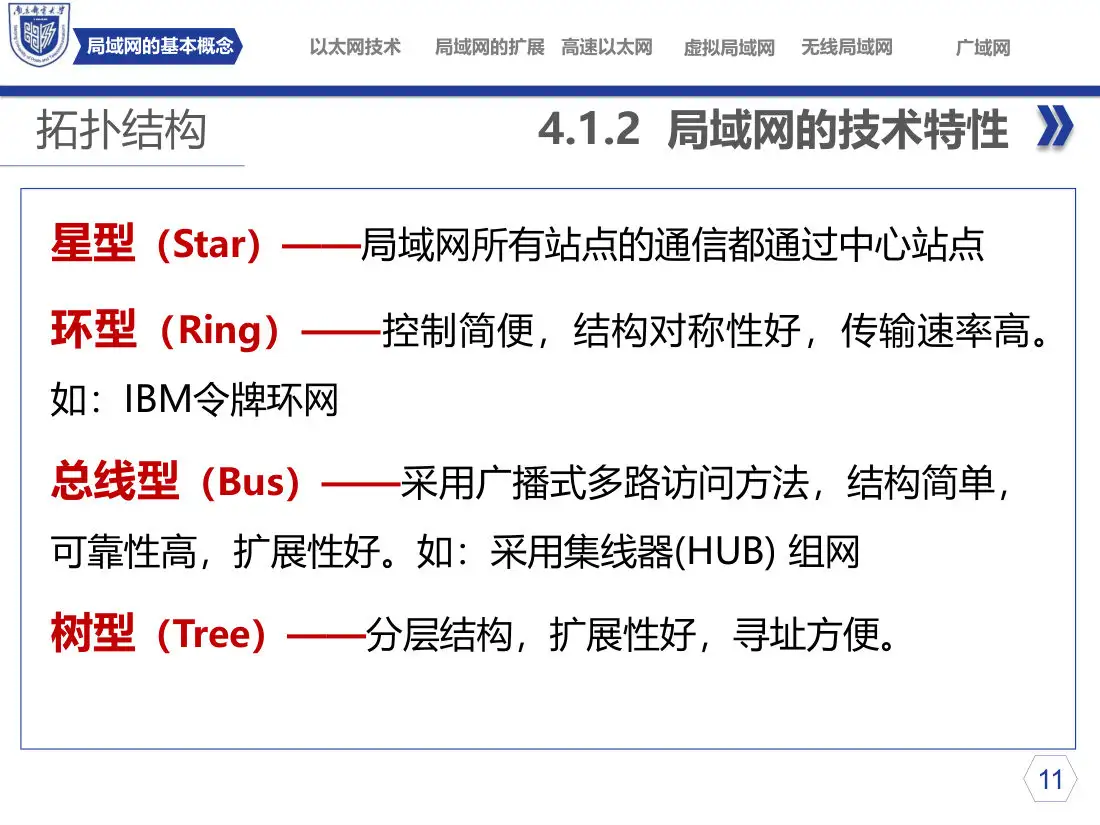 南京邮电大学
局域网的基本概念
以太网技术
局域网的扩展
高速以太网
虚拟局域网
无线局域网
广域网
拓扑结构
4.1.2 局域网的技术特性
星型（Star）——局域网所有站点的通信都通过中心站点
环型（Ring）——控制简便，结构对称性好，传输速率高。
如：IBM令牌环网
总线型（Bus）——采用广播式多路访问方法，结构简单，
可靠性高，扩展性好。如：采用集线器(HUB) 组网
树型（Tree）——分层结构，扩展性好，寻址方便。
11